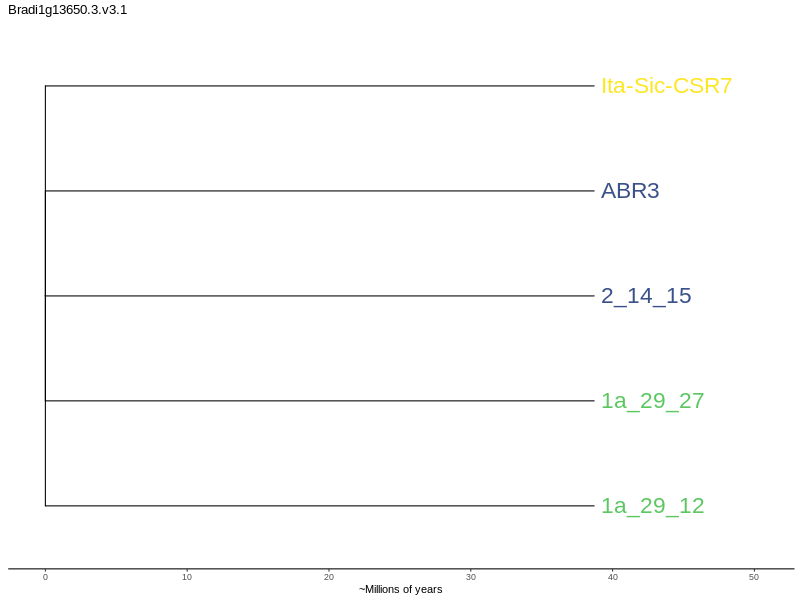 Bradi1g13650.3.v3.1
Ita-Sic-CSR7
ABR3
2_14_15
1a_29_27
1a_29_12
0 10 20 30 40 50
~Millions of years